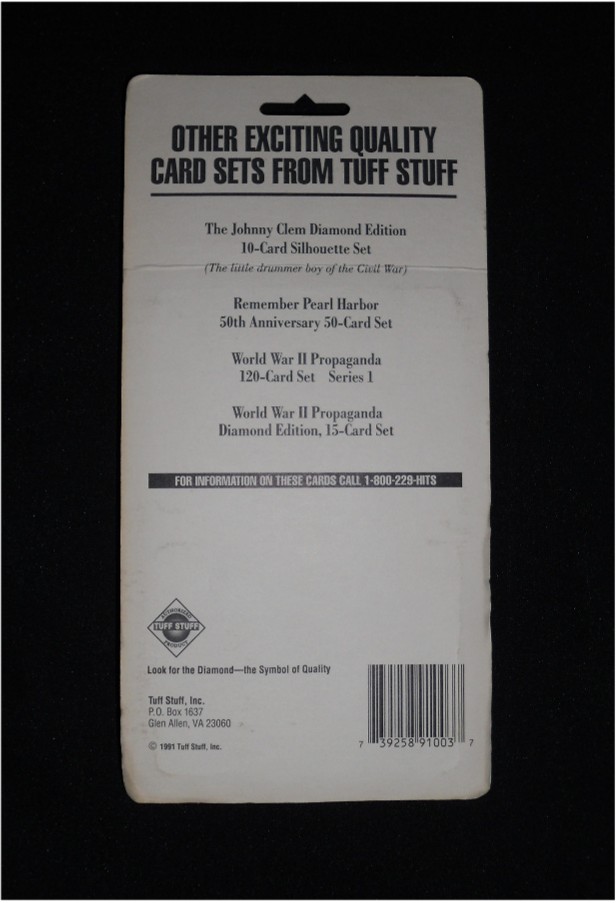 OTHER EXCITING QUALITY
CARD SETS FROM TUFF STUFF
The Johnny Clem Diamond Edition
10-Card Silhouette Set
(The little drummer boy of the Civil War)
Remember Pearl Harbor
50th Anniversary 50-Card Set
World War II Propaganda
120-Card Set Series 1
World War II Propaganda
Diamond Edition, 15-Card Set
FOR INFORMATION ON THESE CARDS CALL 1-800-229-HITS
AUTHORIZED
TUFF STUFF
PRODUCT
Look for the Diamond—the Symbol of Quality
Tuff Stuff, Inc.
P.O. Box 1637
Glen Allen, VA 23060
© 1991 Tuff Stuff, Inc.
7 39258 91003 7